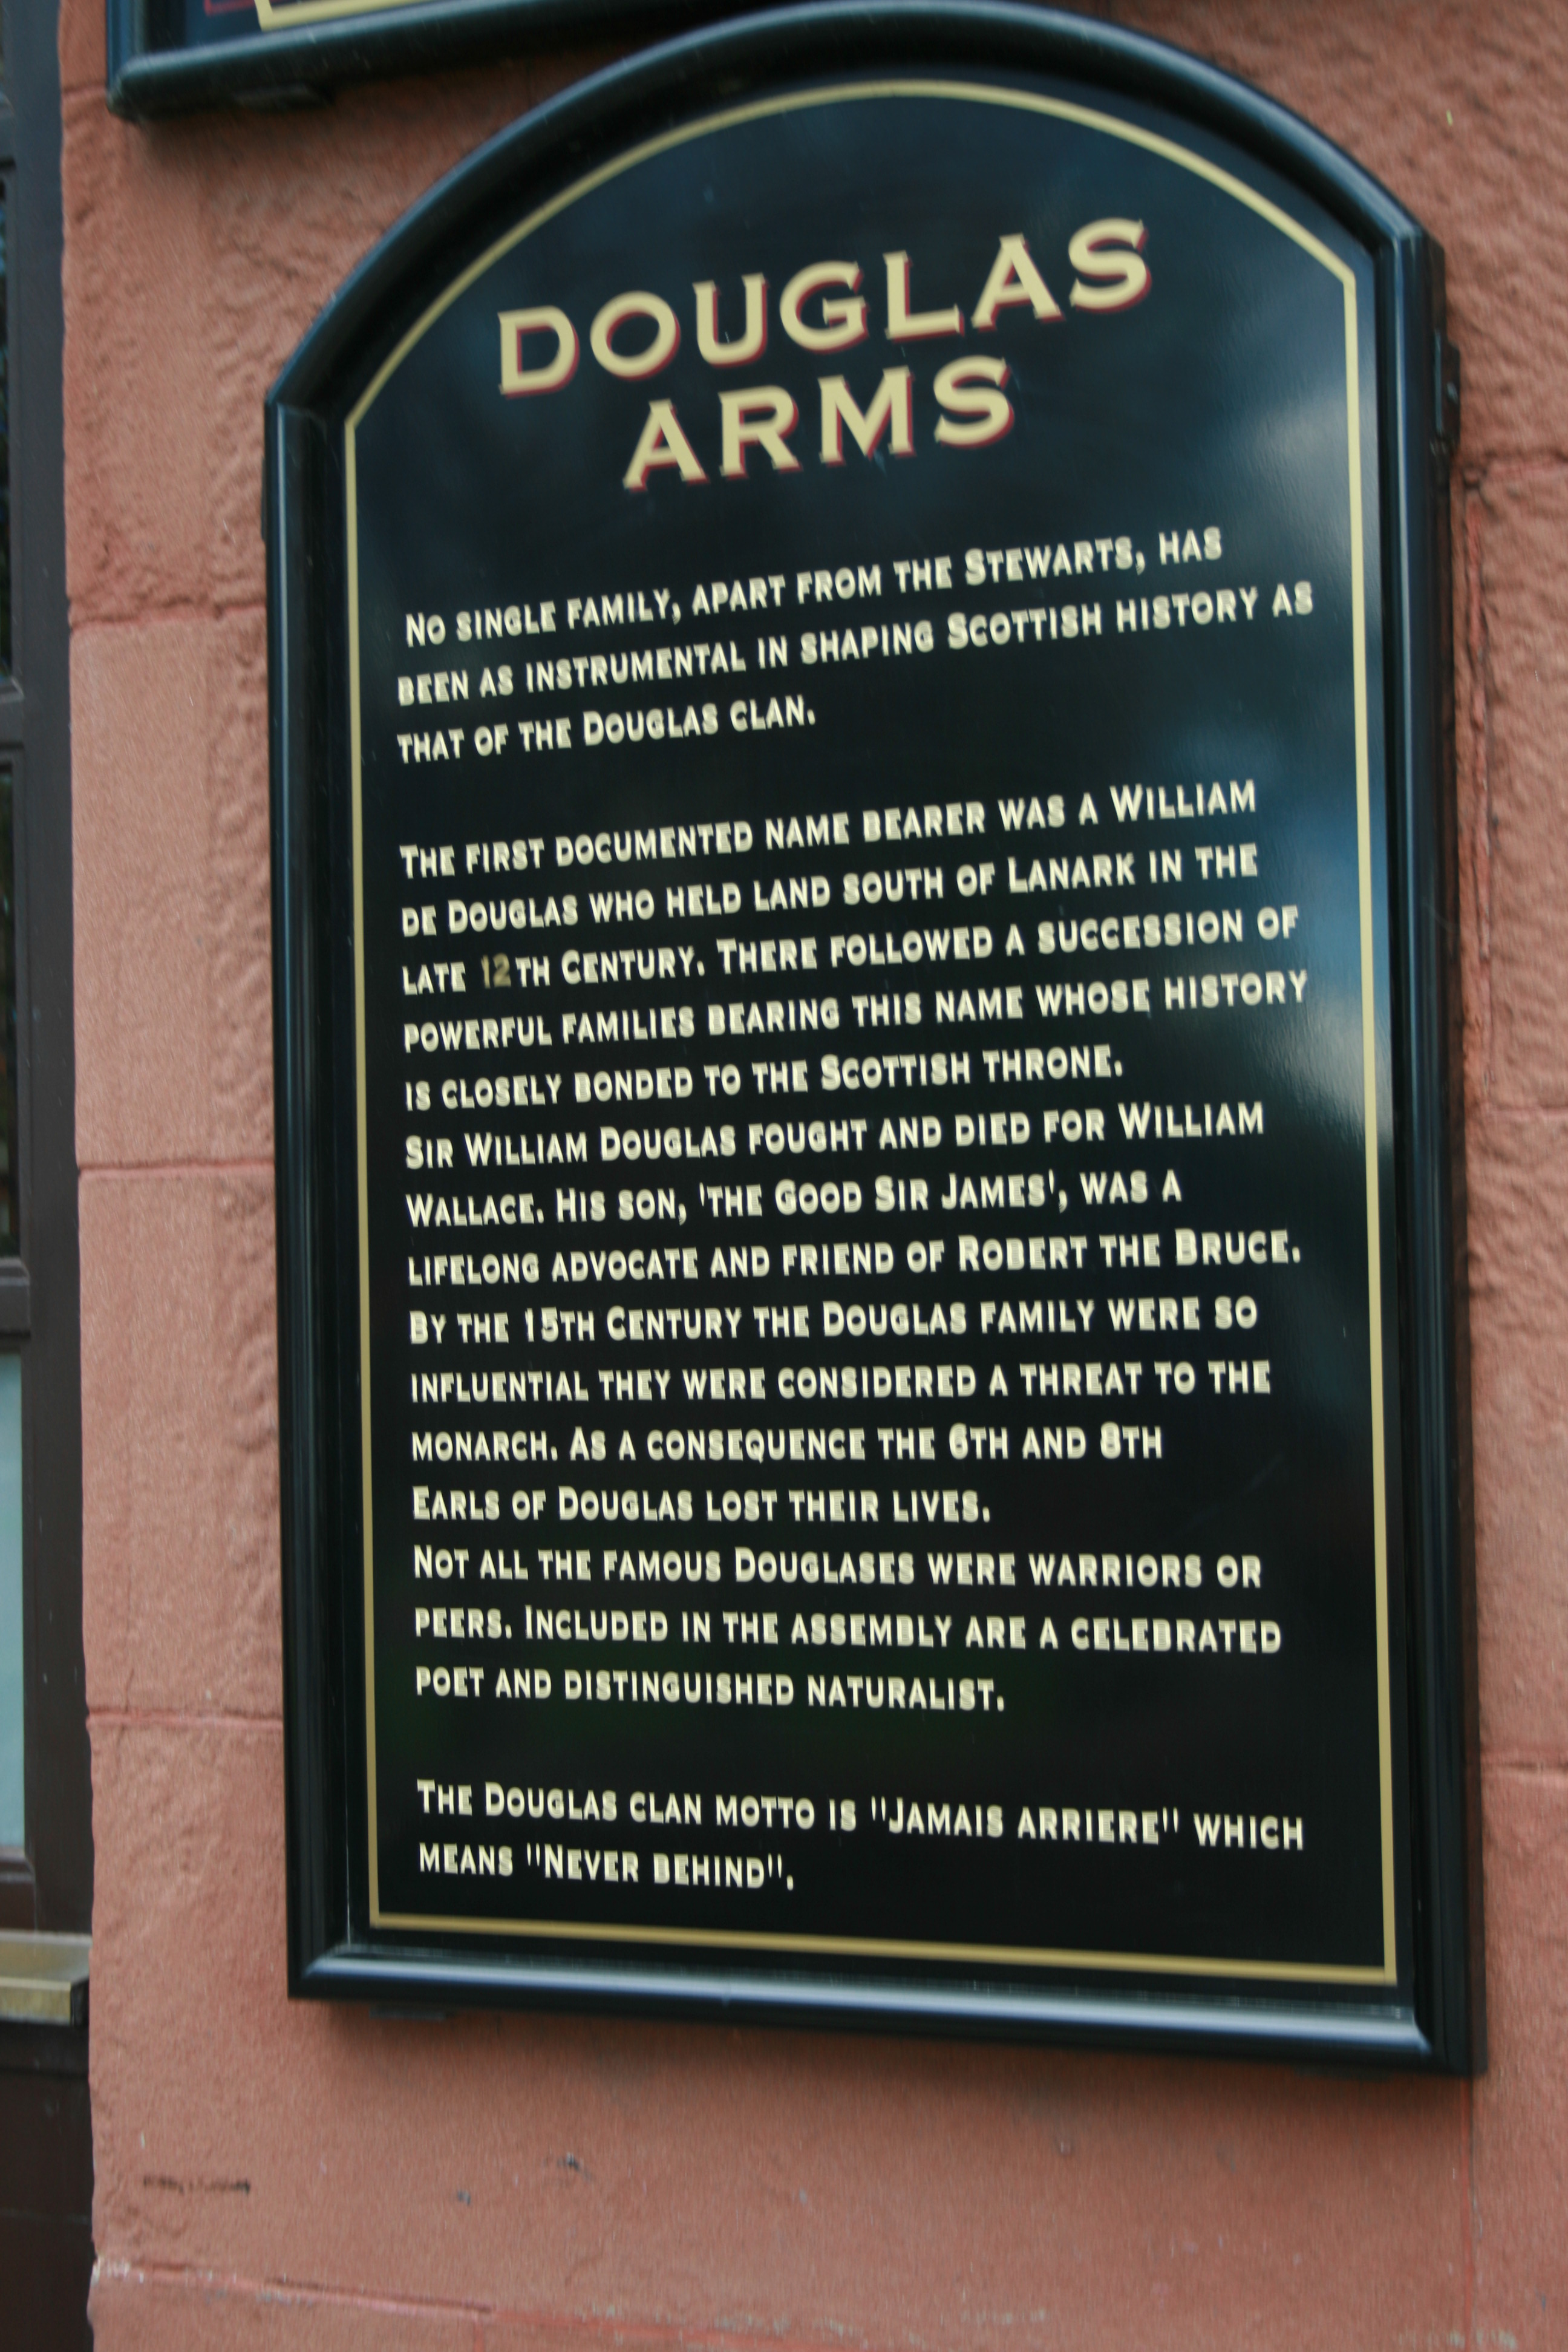 DOUGLAS
ARMS
No single family, apart from the Stewarts, has
been as instrumental in shaping Scottish history as
that of the Douglas clan.
The first documented name bearer was a William
de Douglas who held land south of Lanark in the
late 12th Century. There followed a succession of
powerful families bearing this name whose history
is closely bonded to the Scottish throne.
Sir William Douglas fought and died for William
Wallace. His son, 'the Good Sir James', was a
lifelong advocate and friend of Robert the Bruce.
By the 15th Century the Douglas family were so
influential they were considered a threat to the
monarch. As a consequence the 6th and 8th
Earls of Douglas lost their lives.
Not all the famous Douglases were warriors or
peers. Included in the assembly are a celebrated
poet and distinguished naturalist.
The Douglas clan motto is "Jamais arriere" which
means "Never behind".